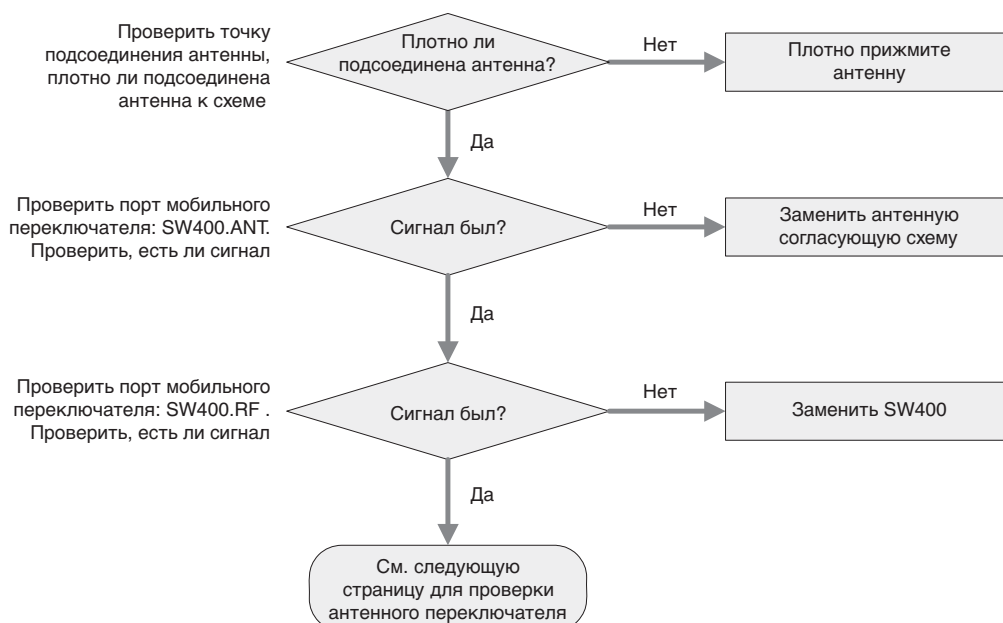 Проверить точку
подсоединения антенны,
плотно ли подсоединена
антенна к схеме
Плотно ли
подсоединена антенна?
Нет
Плотно прижмите
антенну
Да
Проверить порт мобильного
переключателя: SW400.ANT.
Проверить, есть ли сигнал
Сигнал был?
Нет
Заменить антенную
согласующую схему
Да
Проверить порт мобильного
переключателя: SW400.RF .
Проверить, есть ли сигнал
Сигнал был?
Нет
Заменить SW400
Да
См. следующую
страницу для проверки
антенного переключателя